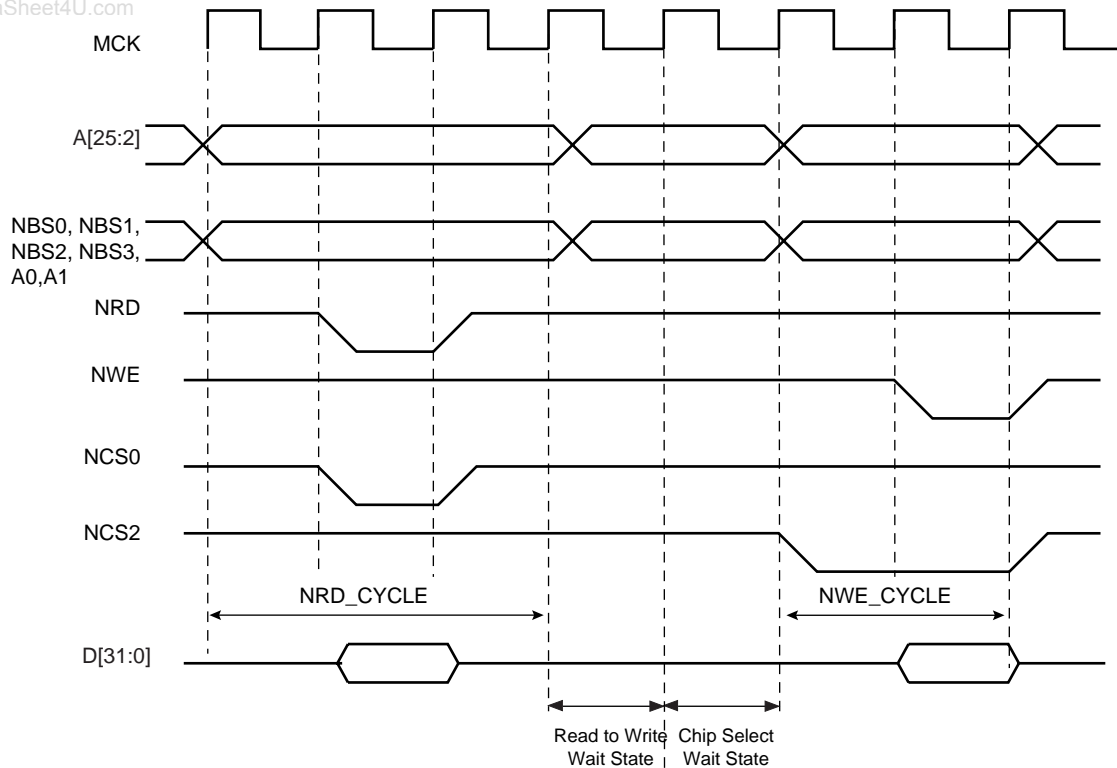 aSheet4U.com
MCK
A[25:2]
NBS0, NBS1,
NBS2, NBS3,
A0,A1
NRD
NWE
NCS0
NCS2
NRD_CYCLE
NWE_CYCLE
D[31:0]
Read to Write
Wait State
Chip Select
Wait State